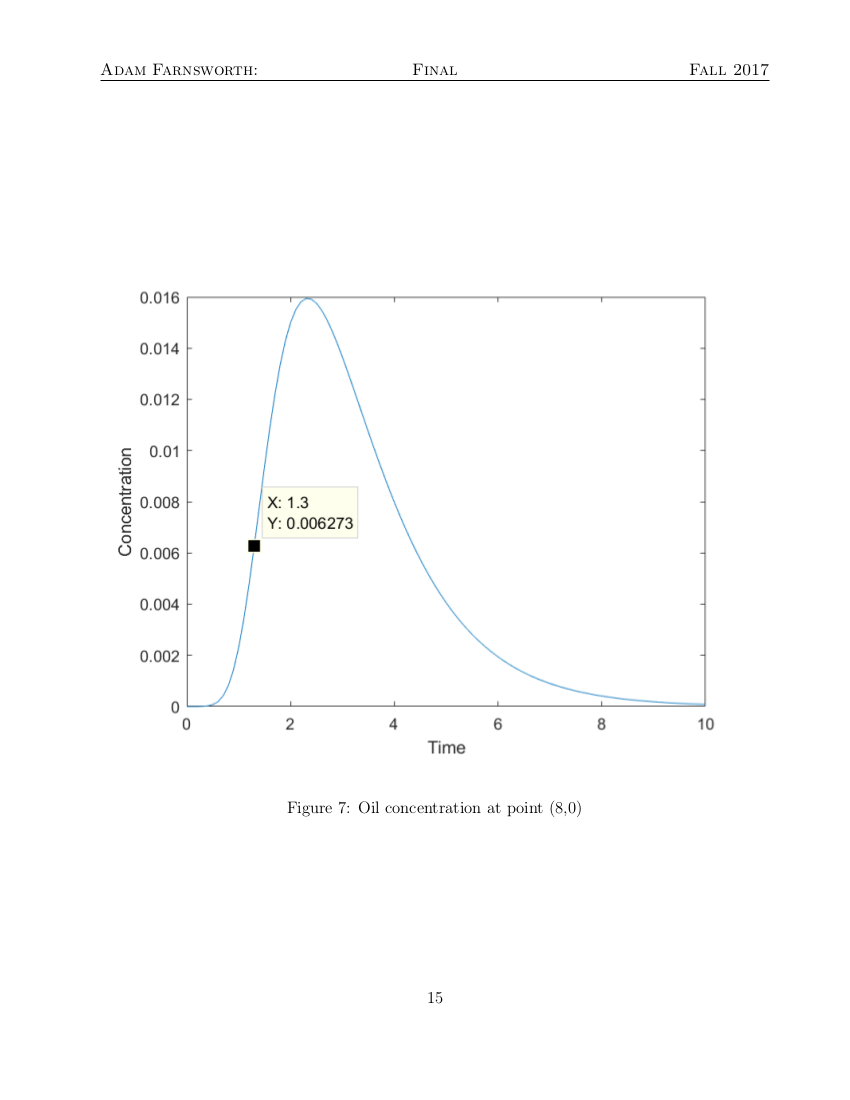 ADAM FARNSWORTH: FINAL FALL 2017
0.016
0.014
0.012
0.01
0.008
0.006
0.004
0.002
0
Concentration
X: 1.3
Y: 0.006273
0 2 4 6 8 10
Time
Figure 7: Oil concentration at point (8,0)
15